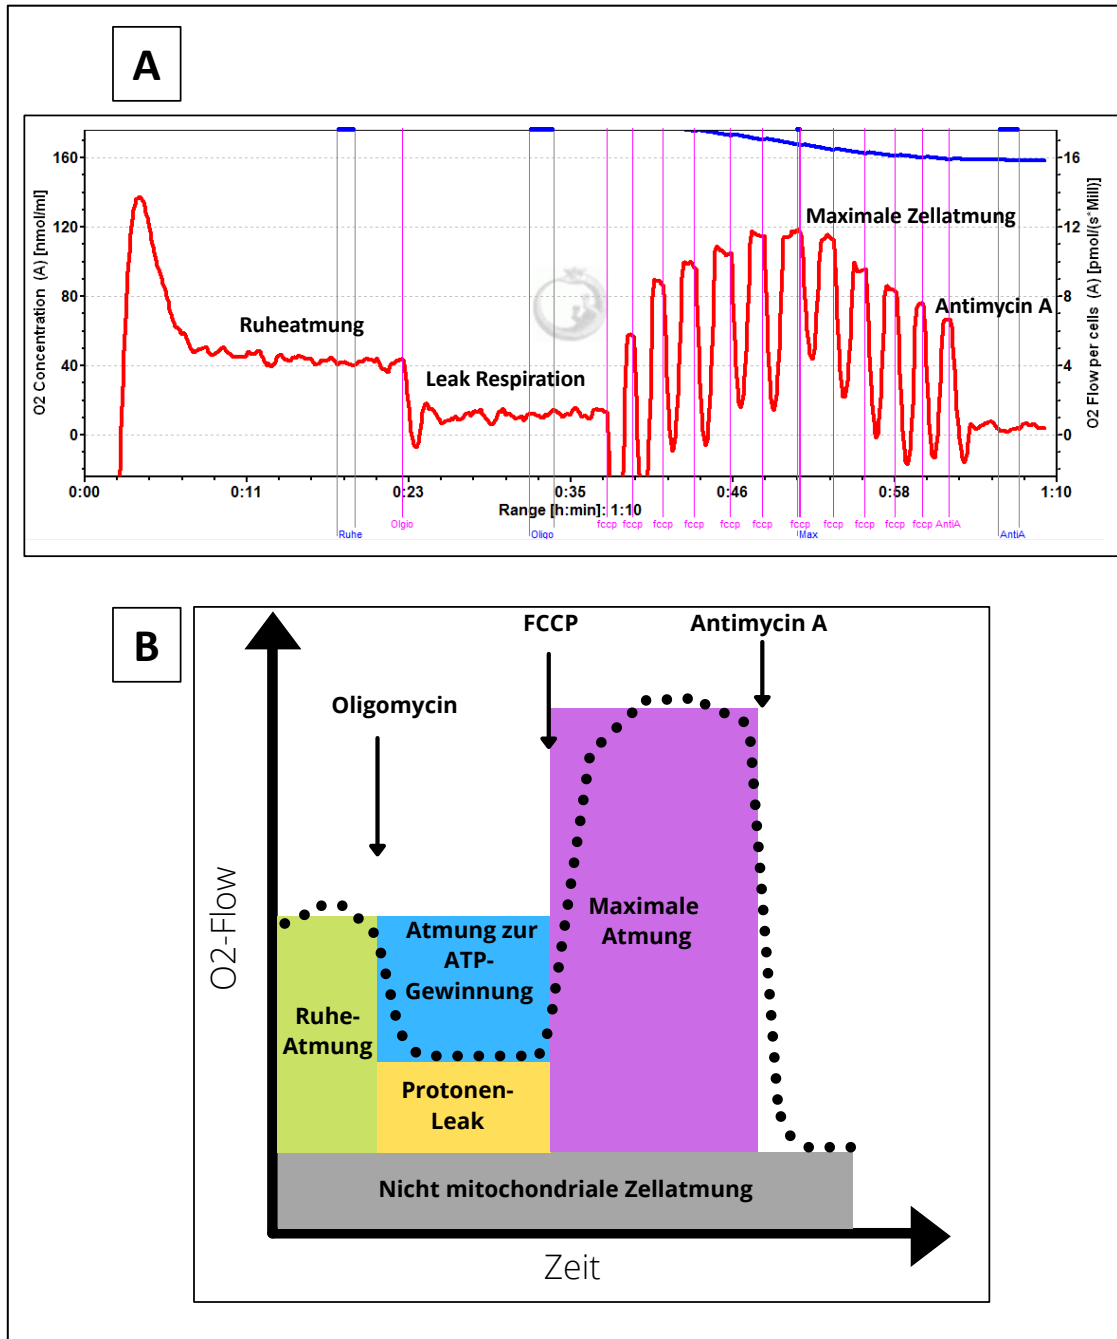 A
O2 Concentration (A) [nmol/ml]
160
120
80
40
0
16
12
8
4
0
O2 Flow per cells (A) [pmol/(s*Mill)]
Maximale Zellatmung
Antimycin A
Ruheatmung
Leak Respiration
0:00 0:11 0:23 0:35 0:46 0:58 1:10
Range [h:min]: 1:10
Olgio fccp fccp fccp fccp fccp fccp fccp fccp fccp fccp fccp AntiA
Ruhe Oligo Max AntiA
B
FCCP
Antimycin A
Oligomycin
O2-Flow
Atmung zur
ATP-
Gewinnung
Maximale
Atmung
Ruhe-
Atmung
Protonen-
Leak
Nicht mitochondriale Zellatmung
Zeit